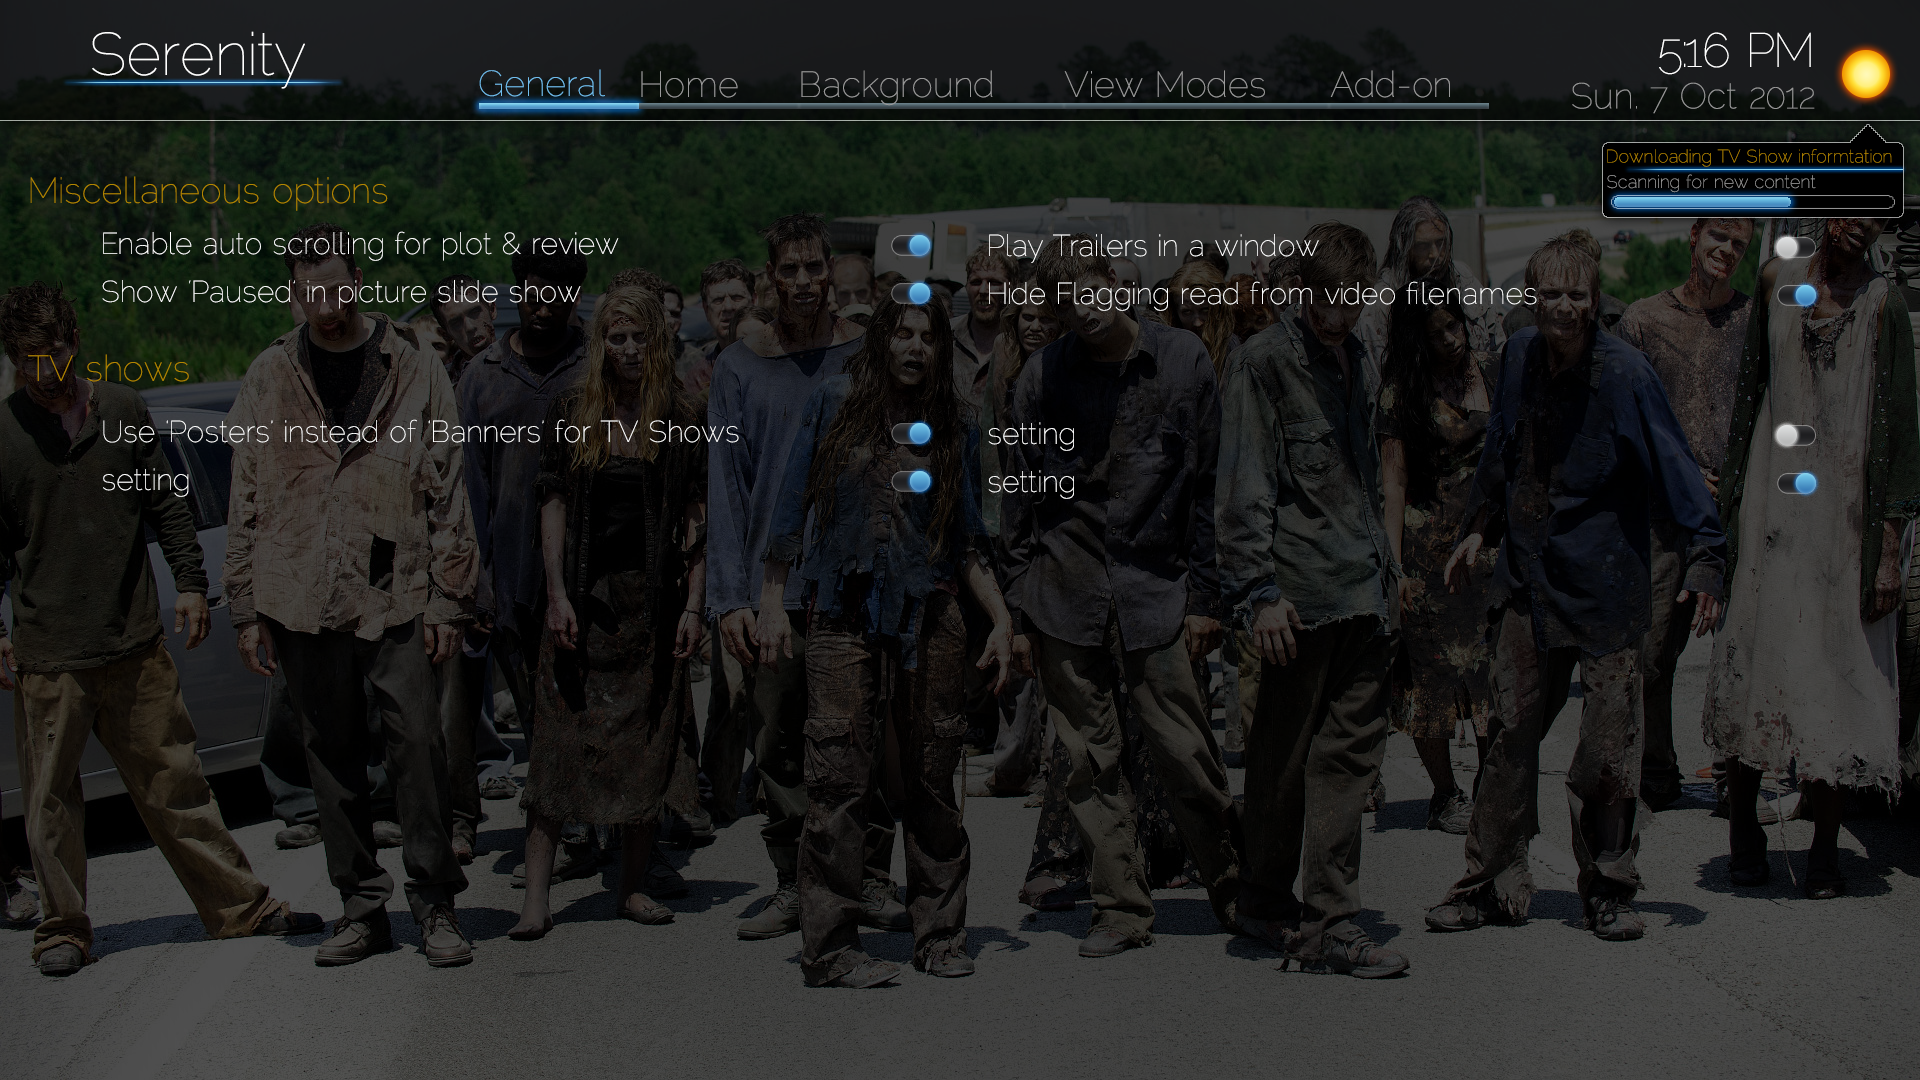 Serenity
General Home Background View Modes Add-on
5:16 PM
Sun. 7 Oct 2012
Downloading TV Show informtation
Scanning for new content
Miscellaneous options
Enable auto scrolling for plot & review
Play Trailers in a window
Show 'Paused' in picture slide show
Hide Flagging read from video filenames
TV shows
Use 'Posters' instead of 'Banners' for TV Shows
setting
setting
setting